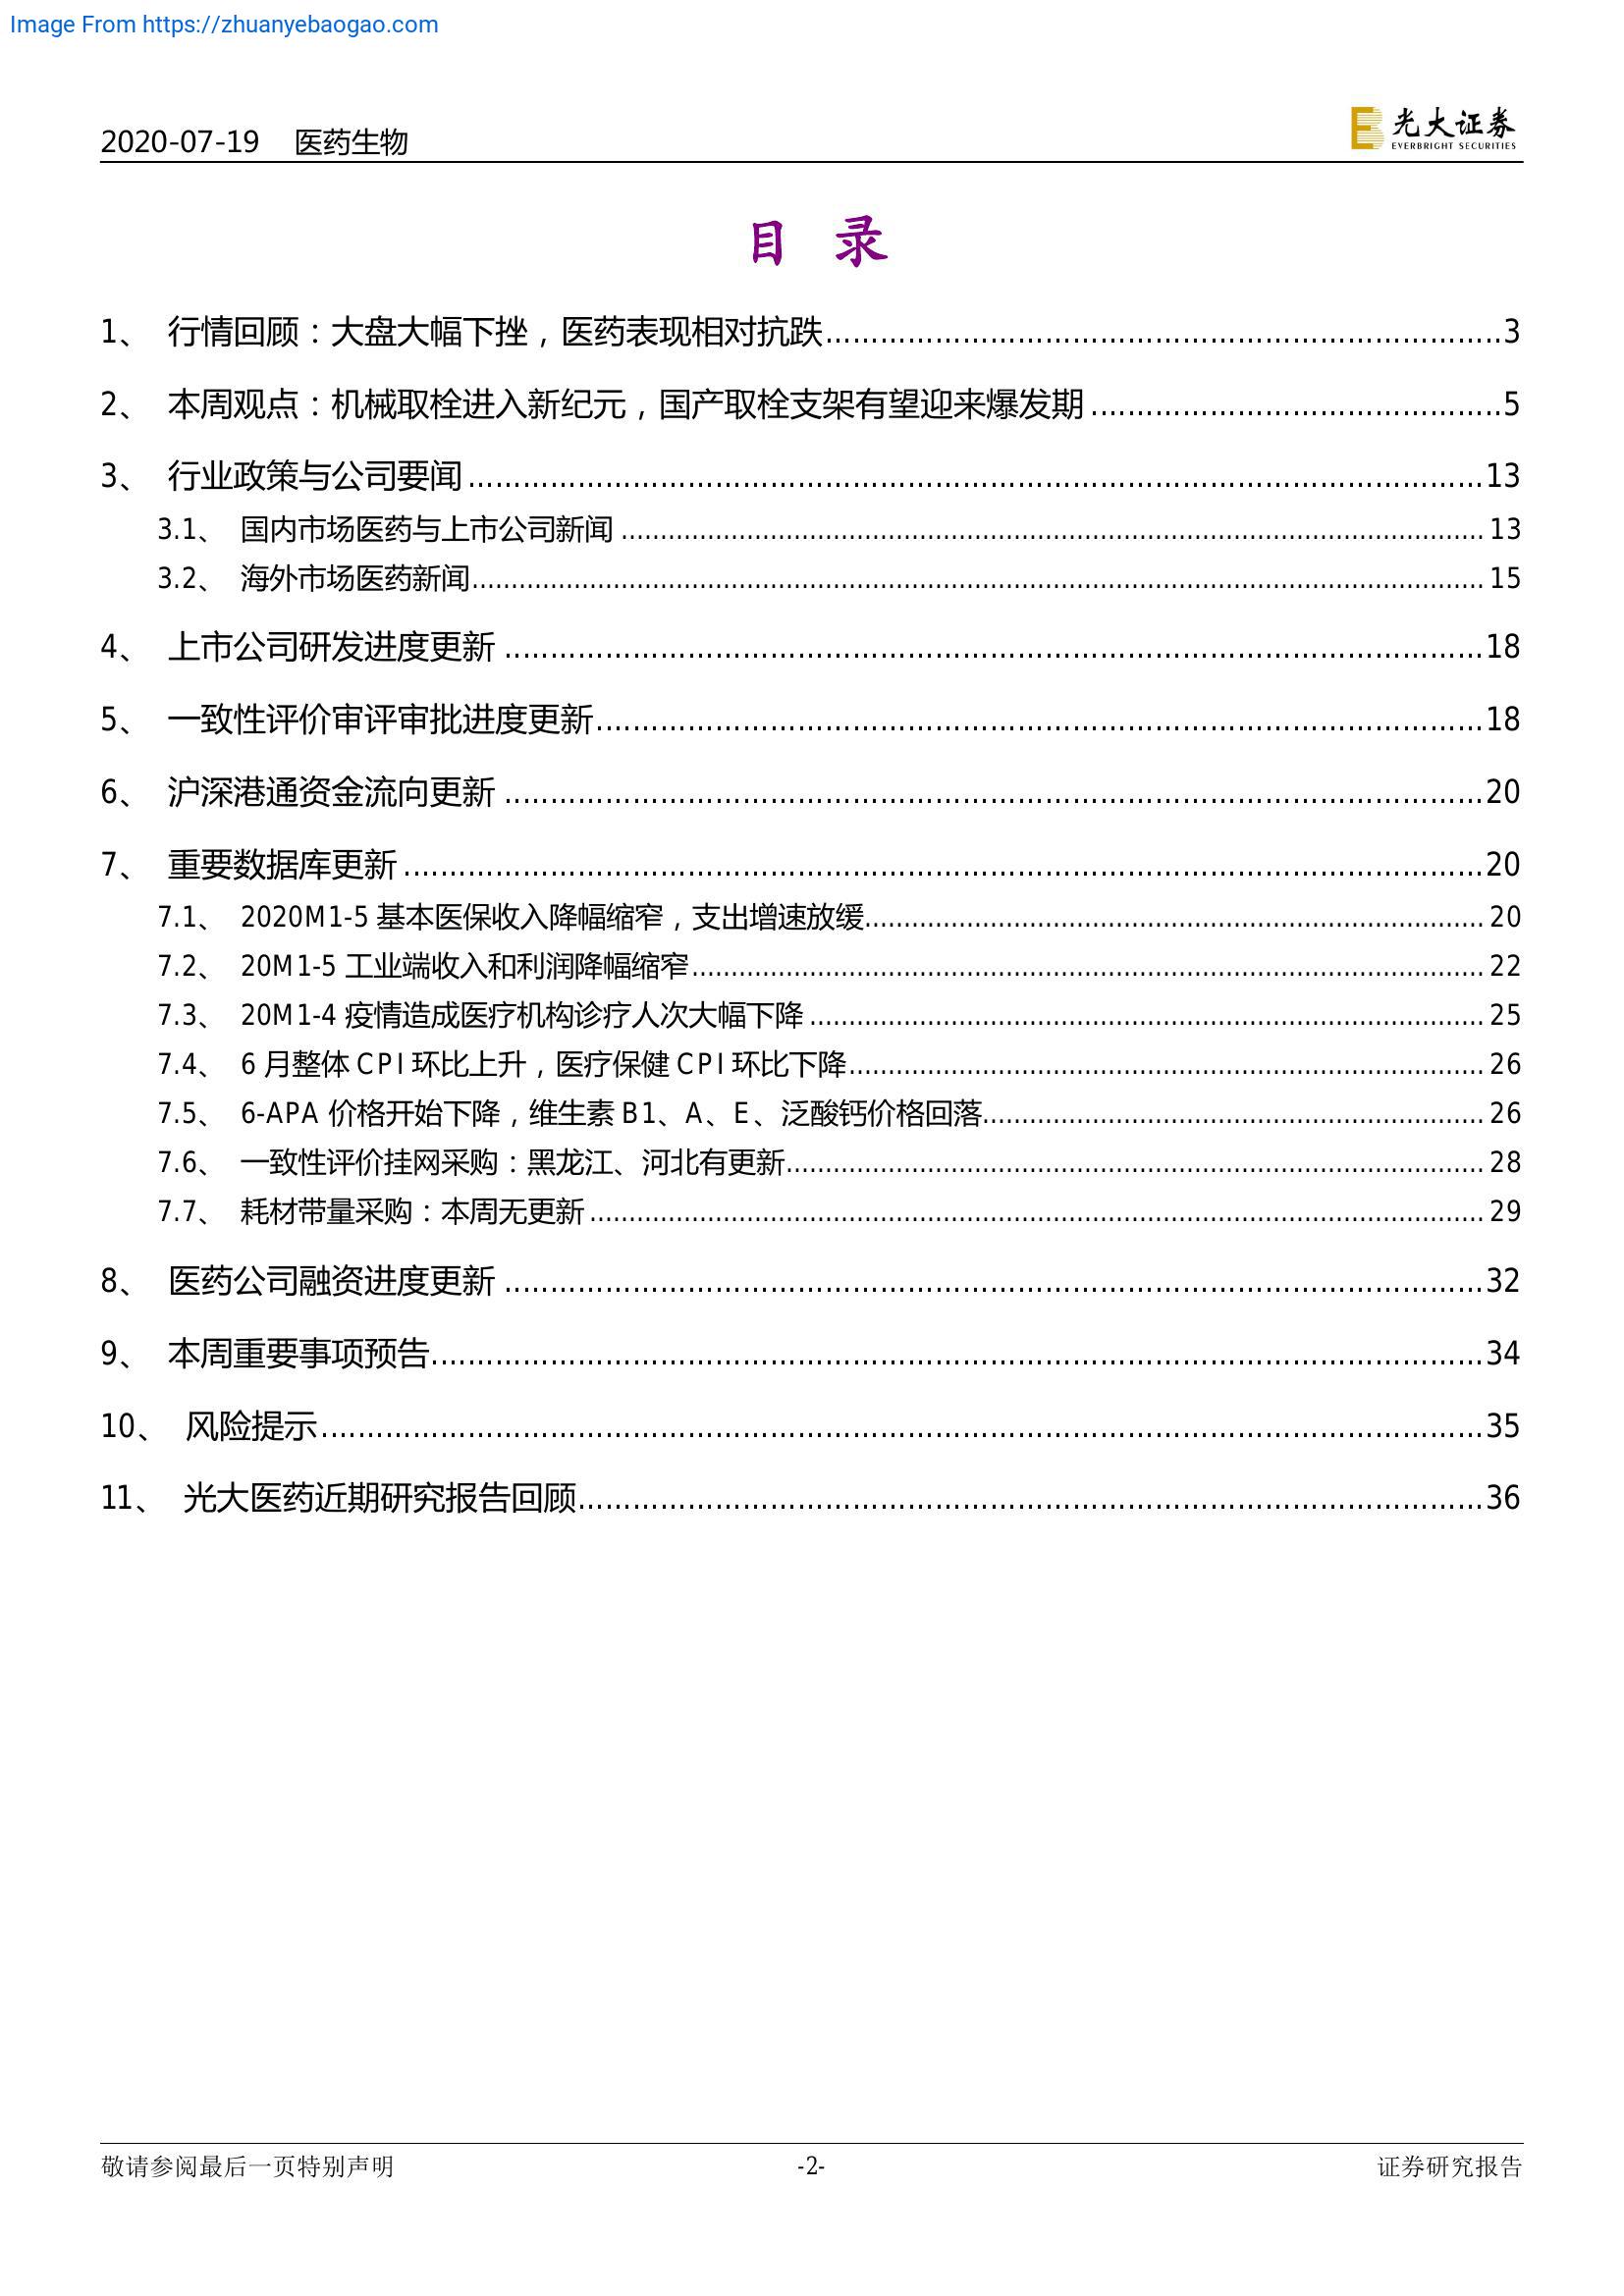 Image From https://zhuanyebaogao.com
2020-07-19 医药生物
光大证券
EVERBRIGHT SECURITIES
目 录
1、 行情回顾：大盘大幅下挫，医药表现相对抗跌 3
2、 本周观点：机械取栓进入新纪元，国产取栓支架有望迎来爆发期 5
3、 行业政策与公司要闻 13
3.1、 国内市场医药与上市公司新闻 13
3.2、 海外市场医药新闻 15
4、 上市公司研发进度更新 18
5、 一致性评价审评审批进度更新 18
6、 沪深港通资金流向更新 20
7、 重要数据库更新 20
7.1、 2020M1-5 基本医保收入降幅缩窄，支出增速放缓 20
7.2、 20M1-5 工业端收入和利润降幅缩窄 22
7.3、 20M1-4 疫情造成医疗机构诊疗人次大幅下降 25
7.4、 6 月整体 CPI 环比上升，医疗保健 CPI 环比下降 26
7.5、 6-APA 价格开始下降，维生素 B1、A、E、泛酸钙价格回落 26
7.6、 一致性评价挂网采购：黑龙江、河北有更新 28
7.7、 耗材带量采购：本周无更新 29
8、 医药公司融资进度更新 32
9、 本周重要事项预告 34
10、 风险提示 35
11、 光大医药近期研究报告回顾 36
敬请参阅最后一页特别声明 -2- 证券研究报告